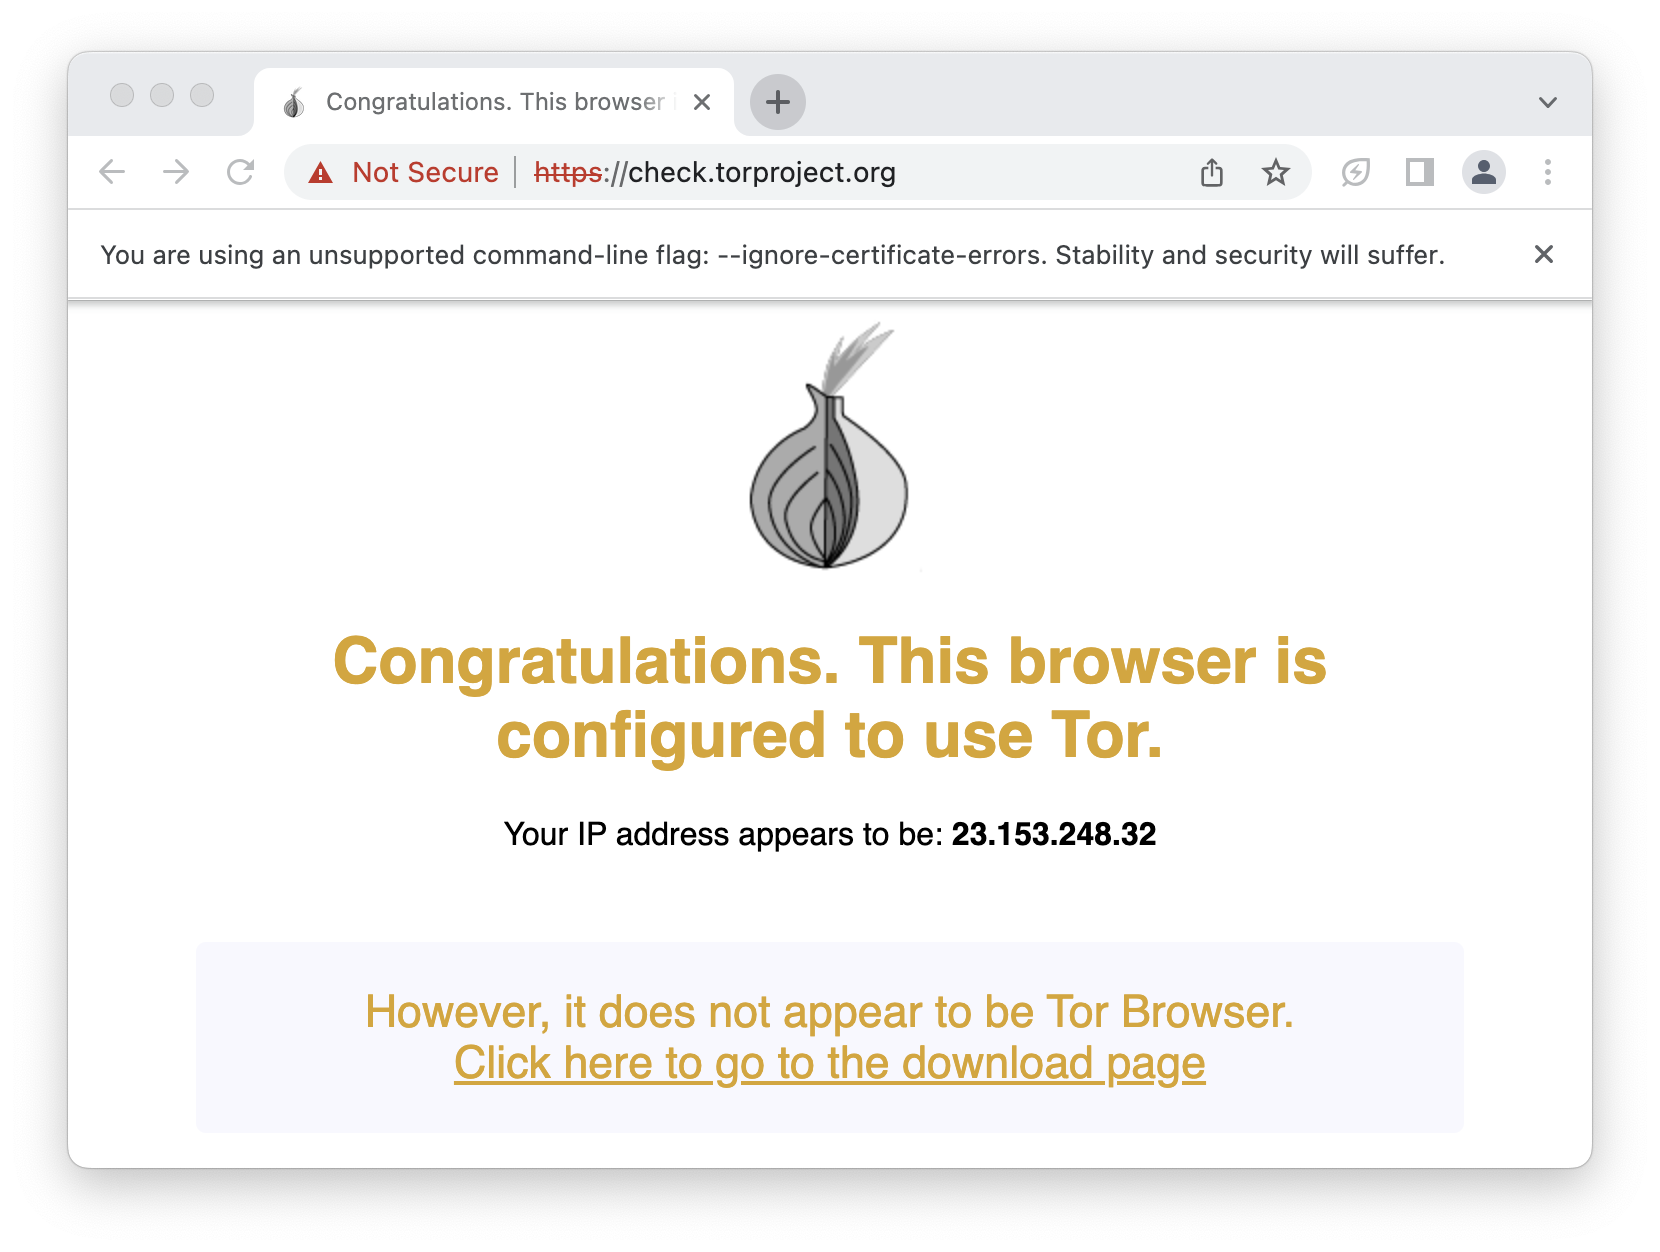 Congratulations. This browser
Not Secure | https://check.torproject.org
You are using an unsupported command-line flag: --ignore-certificate-errors. Stability and security will suffer.
Congratulations. This browser is
configured to use Tor.
Your IP address appears to be: 23.153.248.32
However, it does not appear to be Tor Browser.
Click here to go to the download page